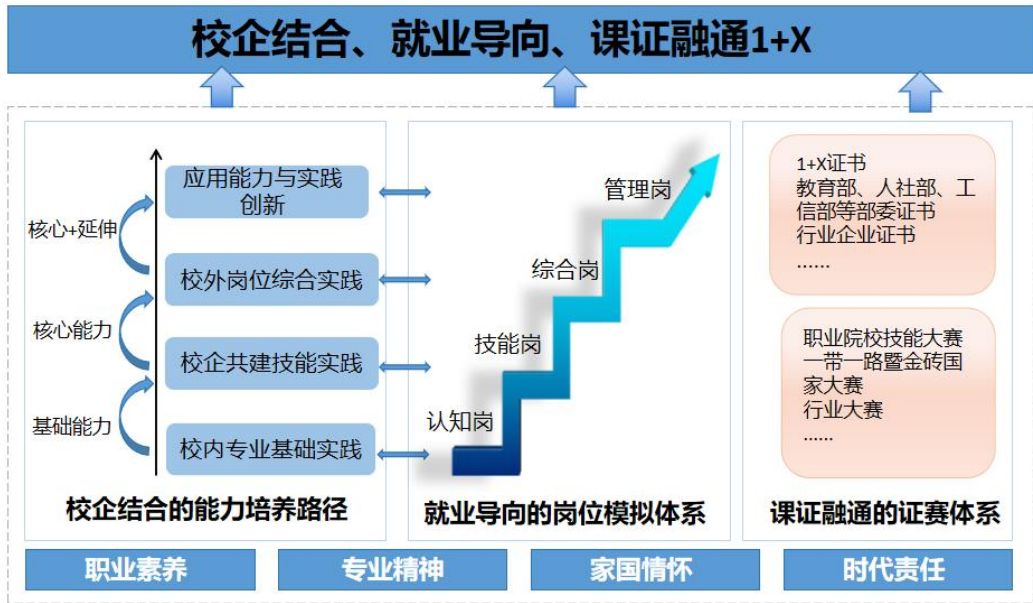 校企结合、就业导向、课证融通1+X
应用能力与实践
创新
核心+延伸
校外岗位综合实践
核心能力
校企共建技能实践
基础能力
校内专业基础实践
校企结合的能力培养路径
管理岗
综合岗
技能岗
认知岗
就业导向的岗位模拟体系
1+X证书
教育部、人社部、工
信部等部委证书
行业企业证书
......
职业院校技能大赛
一带一路暨金砖国
家大赛
行业大赛
......
课证融通的证赛体系
职业素养
专业精神
家国情怀
时代责任